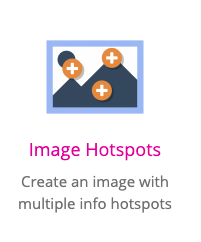 Image Hotspots
Create an image with
multiple info hotspots